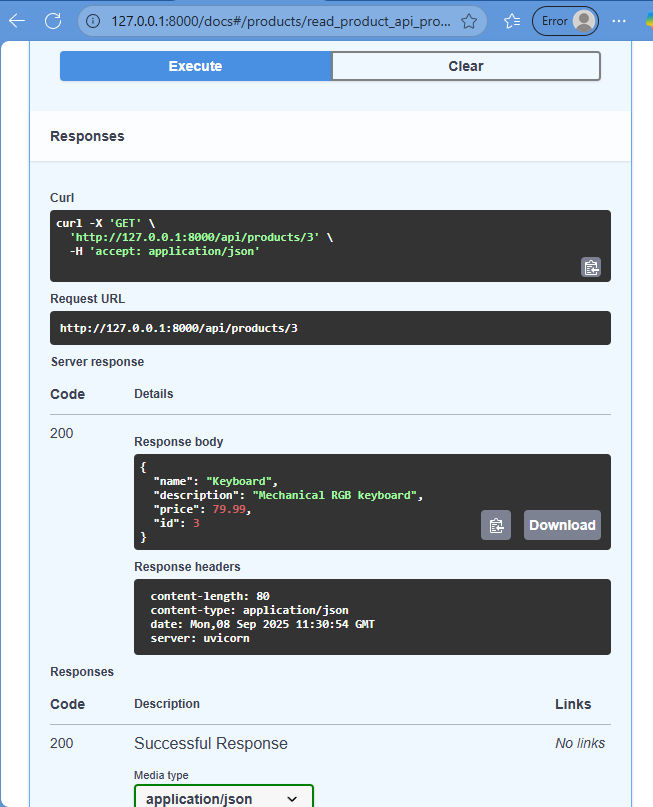 127.0.0.1:8000/docs#/products/read_product_api_pro...
Error
Execute
Clear
Responses
Curl
curl -X 'GET' \
'http://127.0.0.1:8000/api/products/3' \
-H 'accept: application/json'
Request URL
http://127.0.0.1:8000/api/products/3
Server response
Code Details
200
Response body
{
"name": "Keyboard",
"description": "Mechanical RGB keyboard",
"price": 79.99,
"id": 3
}
Download
Response headers
content-length: 80
content-type: application/json
date: Mon,08 Sep 2025 11:30:54 GMT
server: uvicorn
Responses
Code Description Links
200 Successful Response No links
Media type
application/json